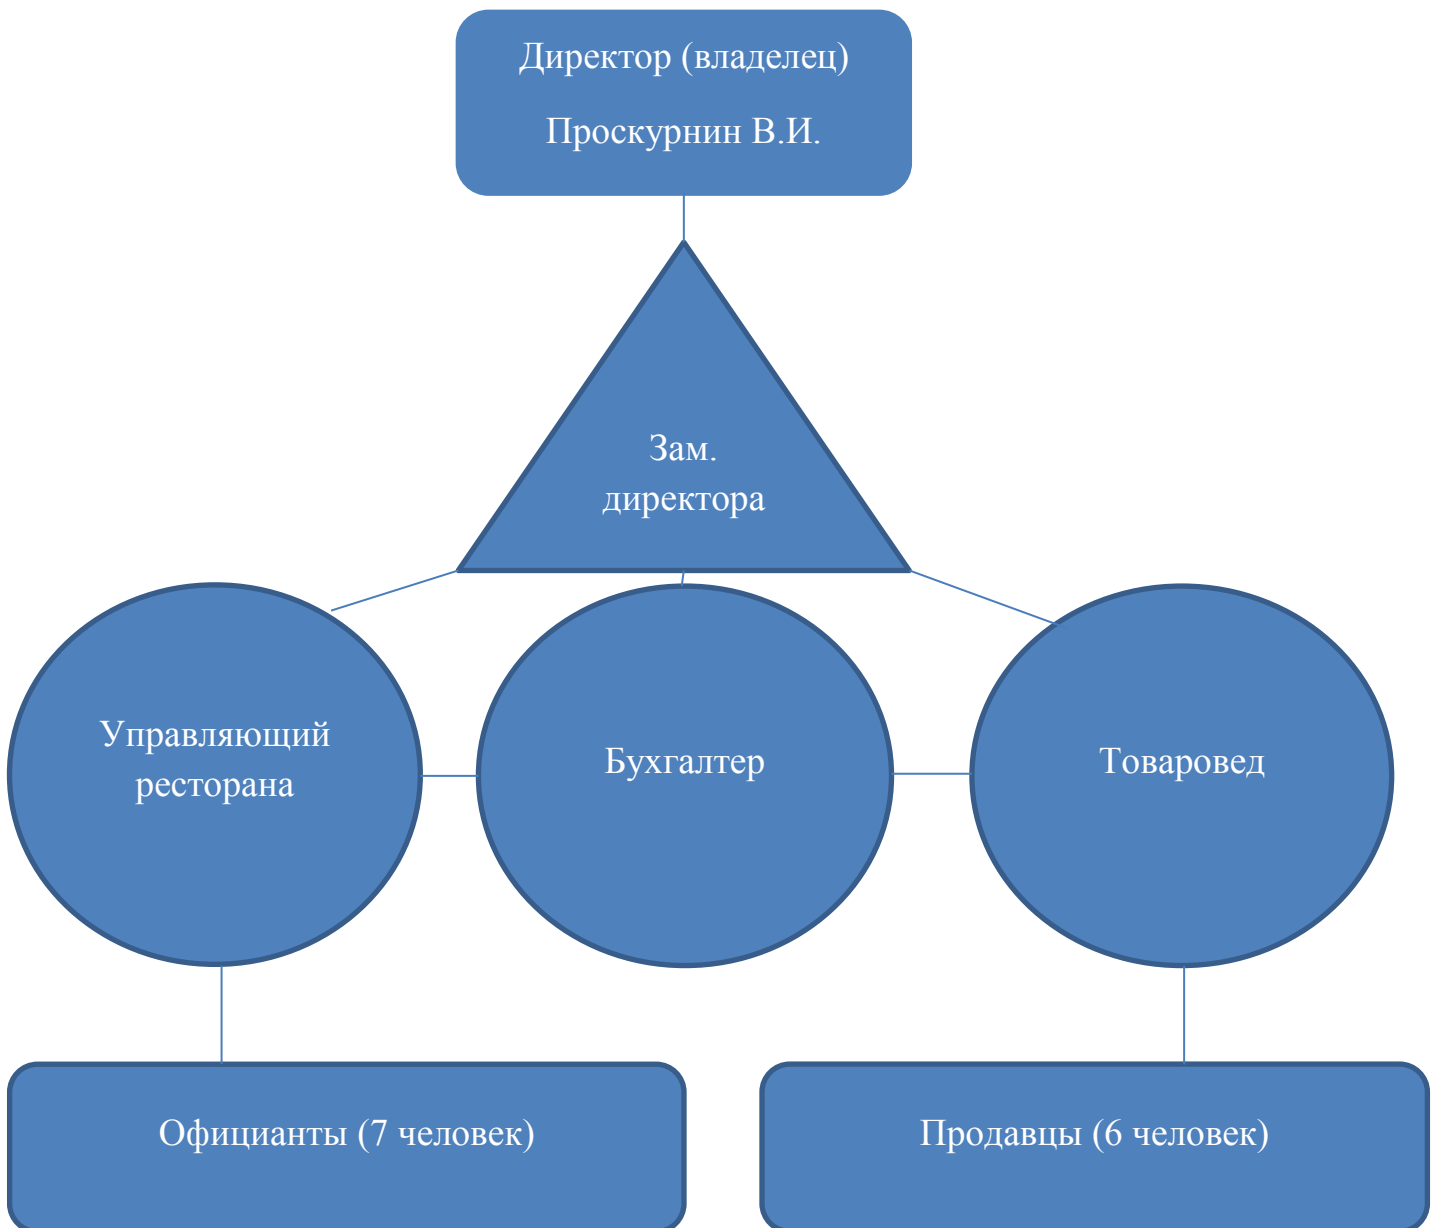 Директор (владелец)
Проскурнин В.И.
Зам.
директора
Управляющий
ресторана
Бухгалтер
Товаровед
Официанты (7 человек)
Продавцы (6 человек)